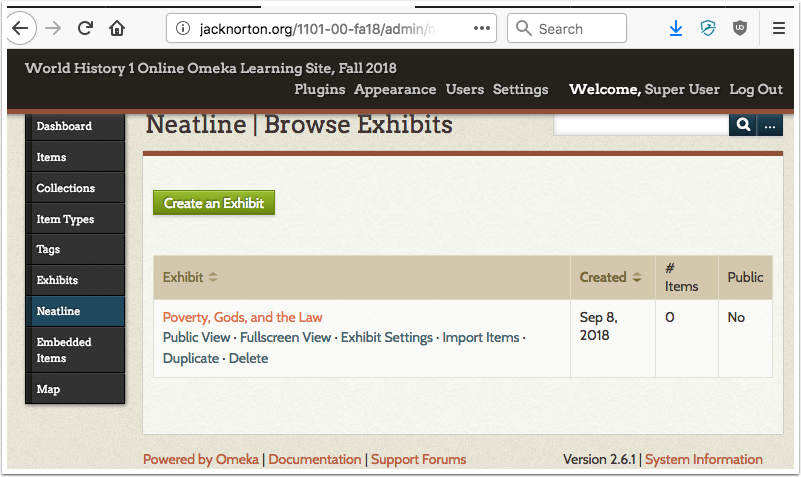 jacknorton.org/1101-00-fa18/admin/
Search
World History 1 Online Omeka Learning Site, Fall 2018
Plugins Appearance Users Settings Welcome, Super User Log Out
Neatline | Browse Exhibits
...
Dashboard
Items
Collections
Item Types
Tags
Exhibits
Neatline
Embedded
Items
Map
Create an Exhibit
Exhibit Created # Items Public
Poverty, Gods, and the Law
Public View · Fullscreen View · Exhibit Settings · Import Items ·
Duplicate · Delete
Sep 8,
2018
0
No
Powered by Omeka | Documentation | Support Forums
Version 2.6.1 | System Information